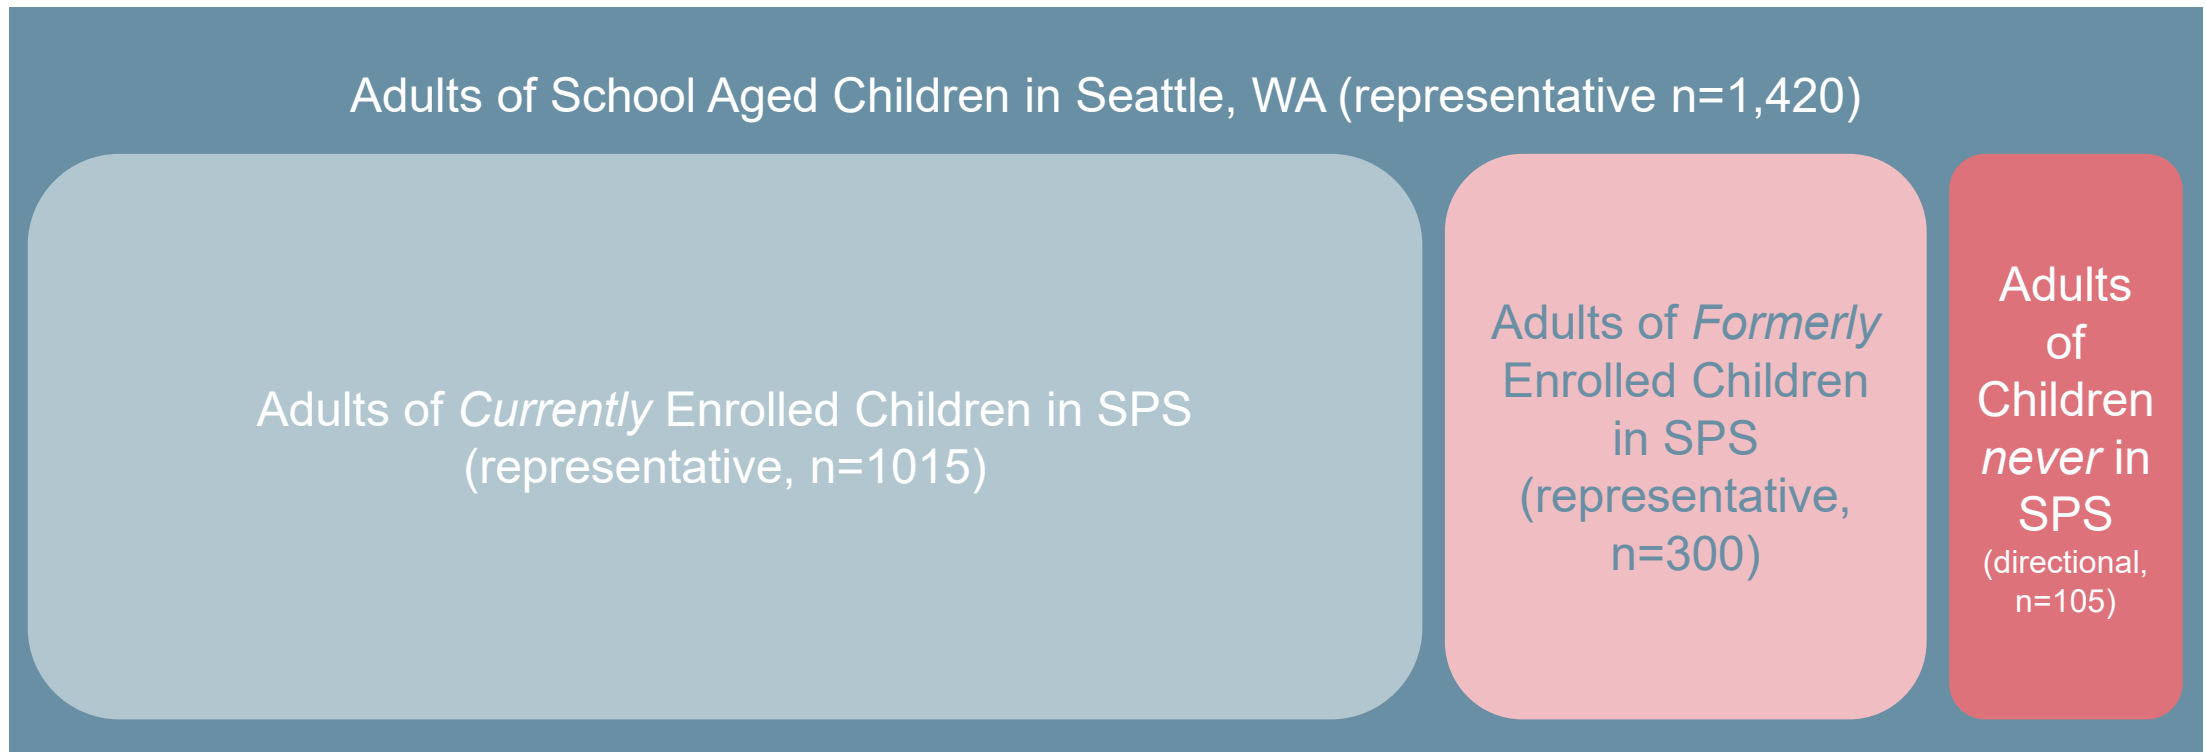 Adults of School Aged Children in Seattle, WA (representative n=1,420)
Adults of Currently Enrolled Children in SPS
(representative, n=1015)
Adults of Formerly
Enrolled Children
in SPS
(representative,
n=300)
Adults
of
Children
never in
SPS
(directional,
n=105)